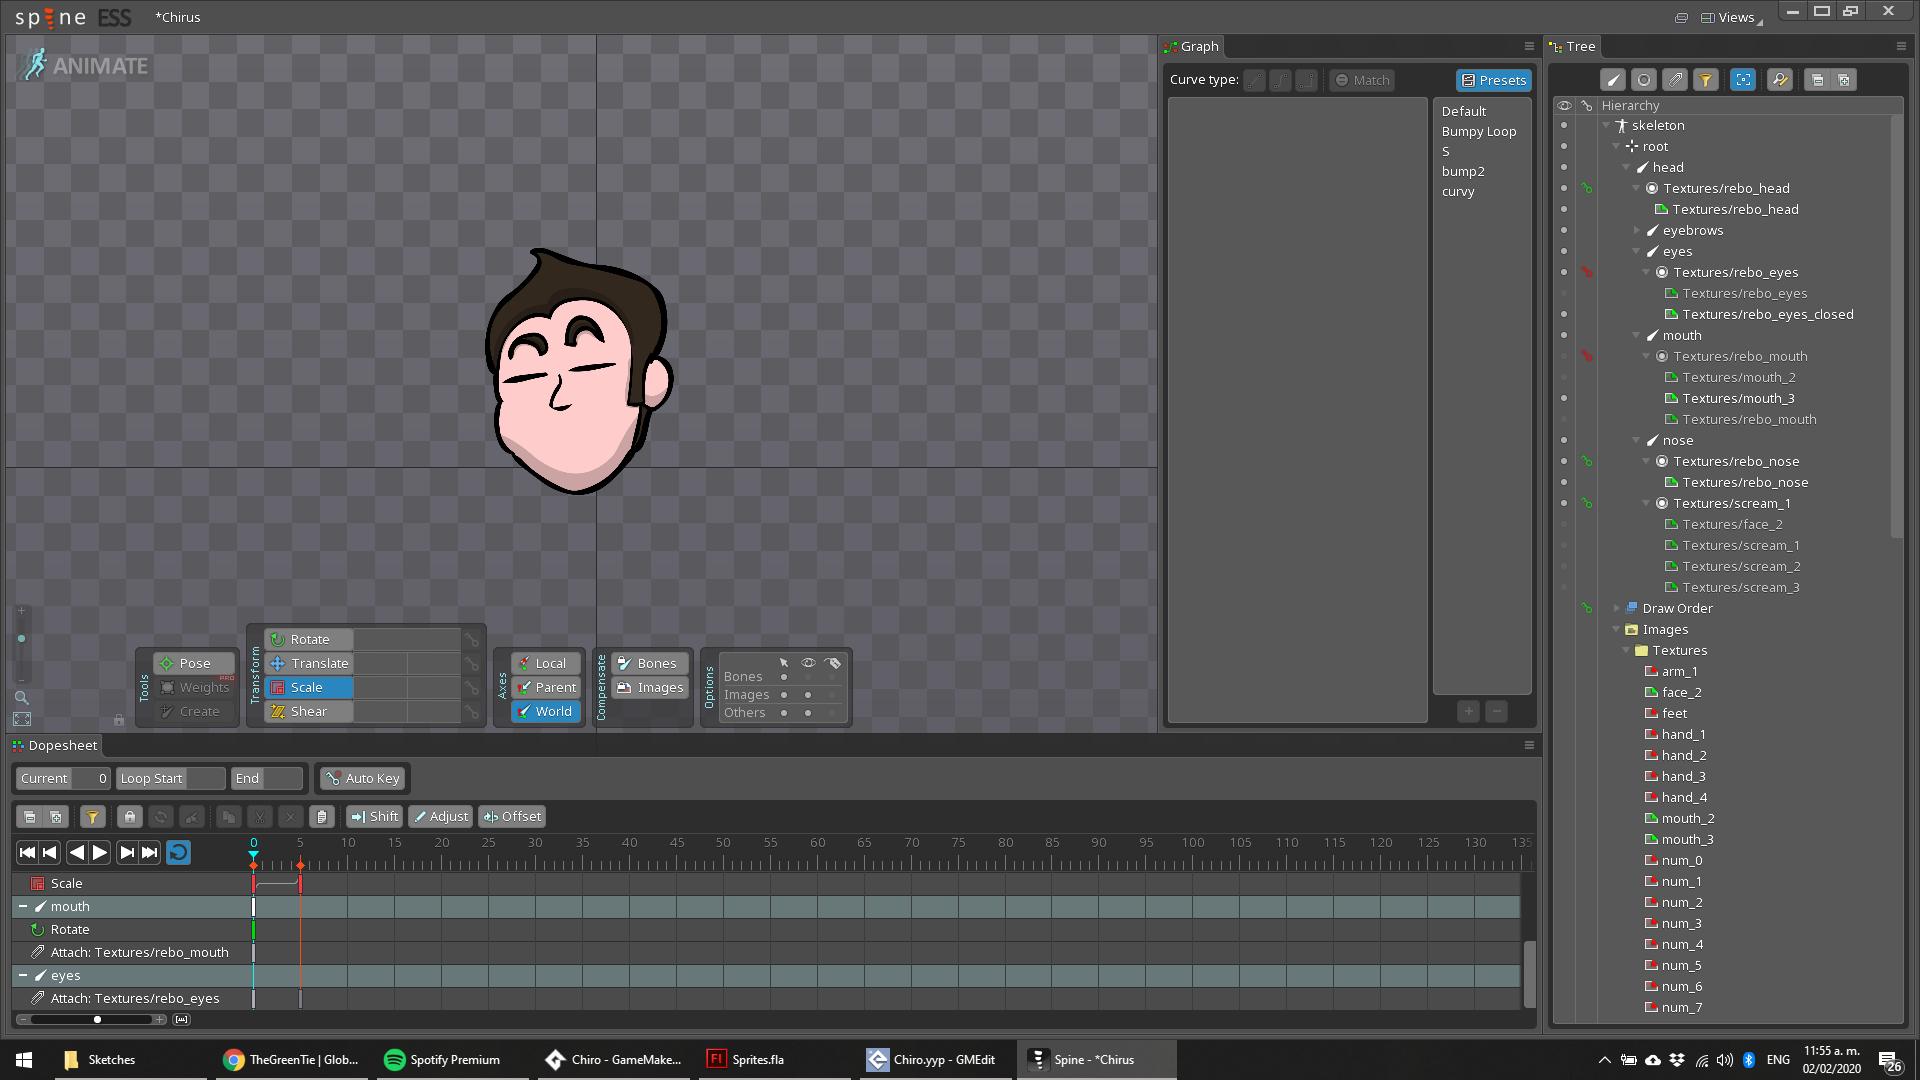 spine ESS
*Chirus
Views
ANIMATE
Graph
Tree
Curve type:
Match
Presets
Default
Bumpy Loop
S
bump2
curvy
Hierarchy
skeleton
root
head
Textures/rebo_head
Textures/rebo_head
eyebrows
eyes
Textures/rebo_eyes
Textures/rebo_eyes
Textures/rebo_eyes_closed
mouth
Textures/rebo_mouth
Textures/mouth_2
Textures/mouth_3
Textures/rebo_mouth
nose
Textures/rebo_nose
Textures/rebo_nose
Textures/scream_1
Textures/face_2
Textures/scream_1
Textures/scream_2
Textures/scream_3
Draw Order
Images
Textures
arm_1
face_2
feet
hand_1
hand_2
hand_3
hand_4
mouth_2
mouth_3
num_0
num_1
num_2
num_3
num_4
num_5
num_6
num_7
Tools
Pose
PRO
Weights
Create
Transform
Rotate
Translate
Scale
Shear
Axes
Local
Parent
World
Compensate
Bones
Images
Options
Bones
Images
Others
Dopesheet
Current 0 Loop Start End Auto Key
Shift Adjust Offset
0 5 10 15 20 25 30 35 40 45 50 55 60 65 70 75 80 85 90 95 100 105 110 115 120 125 130 135
Scale
mouth
Rotate
Attach: Textures/rebo_mouth
eyes
Attach: Textures/rebo_eyes
Sketches
TheGreenTie | Glob...
Spotify Premium
Chiro - GameMake...
Fl
Sprites.fla
Chiro.yyp - GMEdit
Spine - *Chirus
ENG
11:55 a. m.
02/02/2020
26